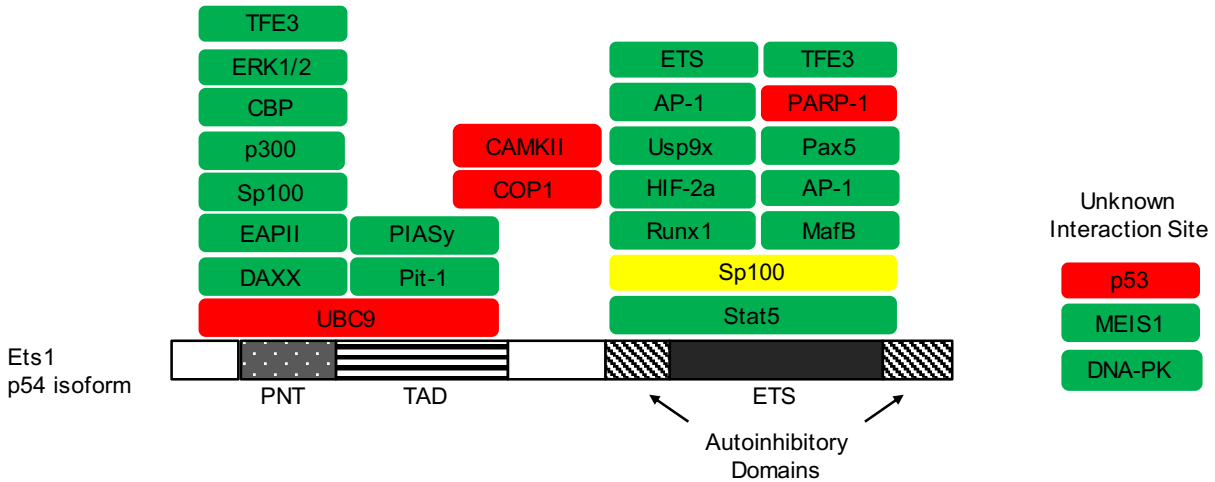 TFE3
ERK1/2
CBP
p300
Sp100
EAPII
DAXX
PIASy
Pit-1
UBC9
CAMKII
COP1
ETS
TFE3
AP-1
PARP-1
Usp9x
Pax5
HIF-2a
AP-1
Runx1
MafB
Sp100
Stat5
Ets1
p54 isoform
PNT
TAD
ETS
Autoinhibitory
Domains
Unknown
Interaction Site
p53
MEIS1
DNA-PK